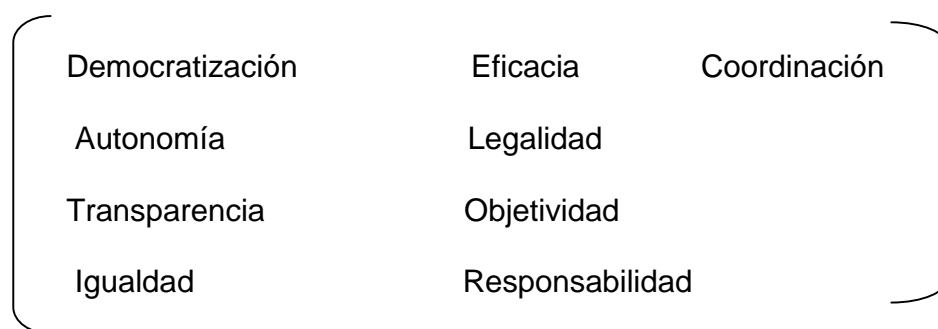 Democratización Eficacia Coordinación
Autonomía Legalidad
Transparencia Objetividad
Igualdad Responsabilidad